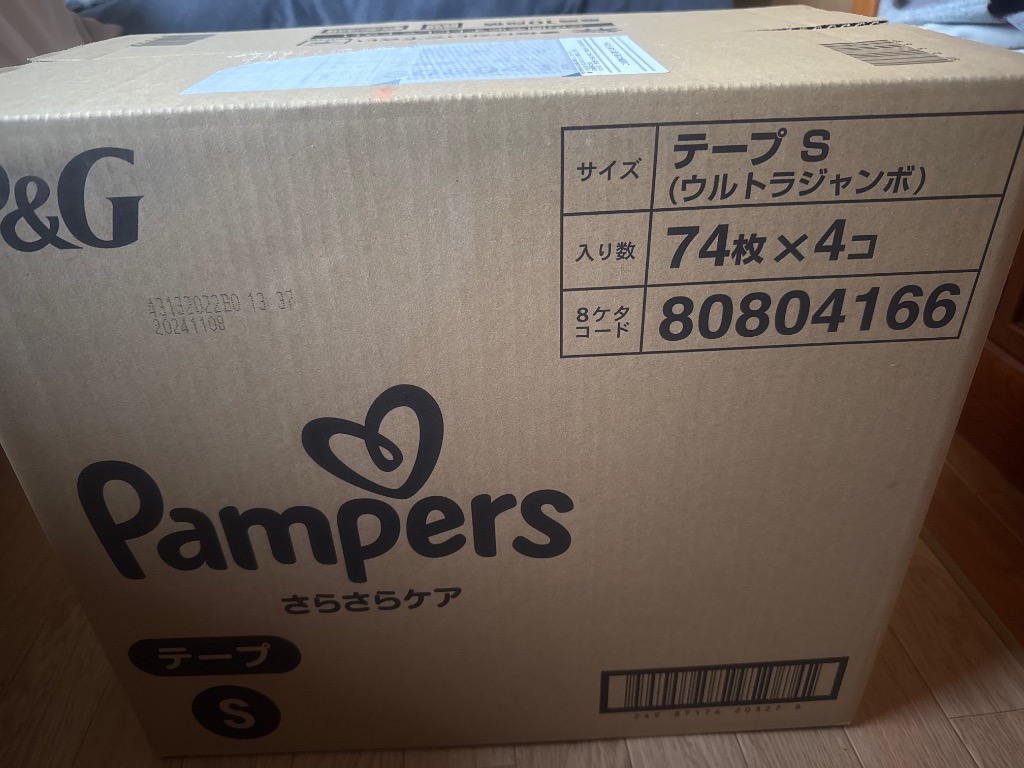 P&G
サイズ
テープ S
(ウルトラジャンボ)
入り数
74枚×4コ
8ケタ
コード
80804166
20241108
Pampers
さらさらケア
テープ
S